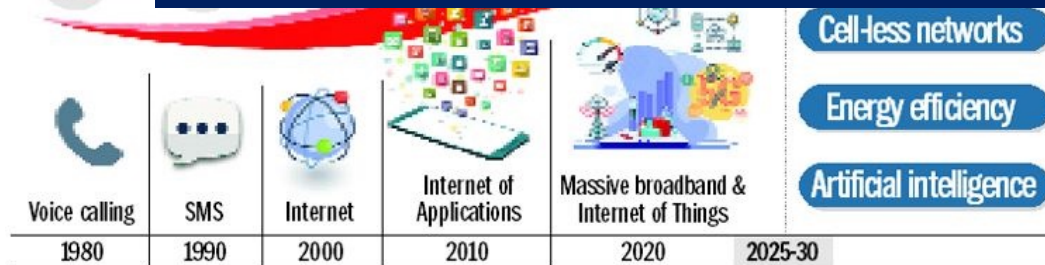 Cell-less networks
Energy efficiency
Artificial intelligence
Voice calling
SMS
Internet
Internet of
Applications
Massive broadband &
Internet of Things
1980
1990
2000
2010
2020
2025-30